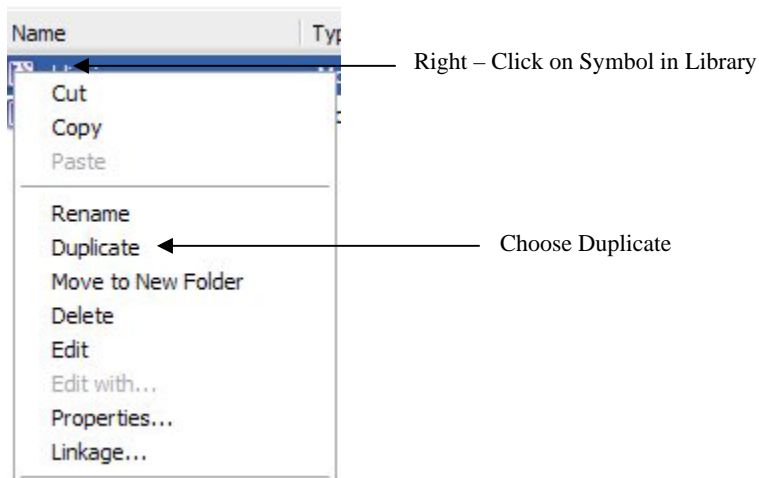 Name Typ
Right – Click on Symbol in Library
Cut
Copy
Paste
Rename
Duplicate
Choose Duplicate
Move to New Folder
Delete
Edit
Edit with...
Properties...
Linkage...